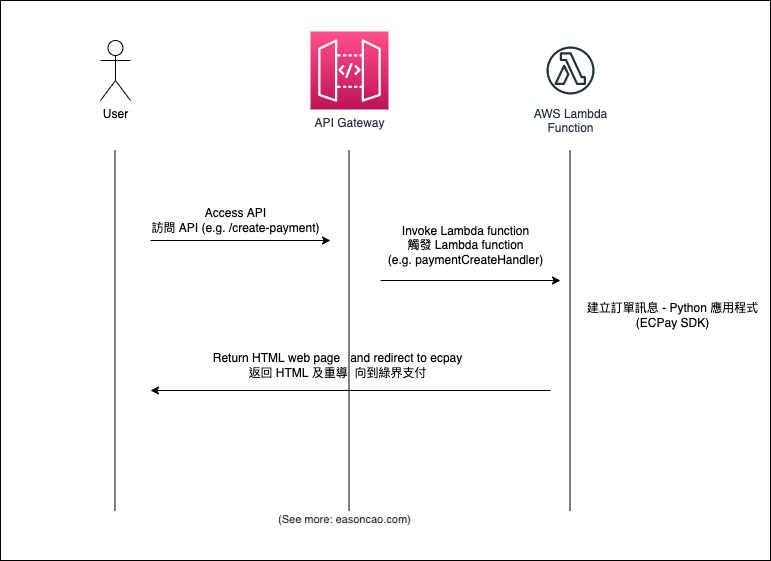 User
API Gateway
AWS Lambda
Function
Access API
訪問 API (e.g. /create-payment)
Invoke Lambda function
觸發 Lambda function
(e.g. paymentCreateHandler)
建立訂單訊息 - Python 應用程式
(ECPay SDK)
Return HTML web page and redirect to ecpay
返回 HTML 及重導 向到綠界支付
(See more: easoncao.com)